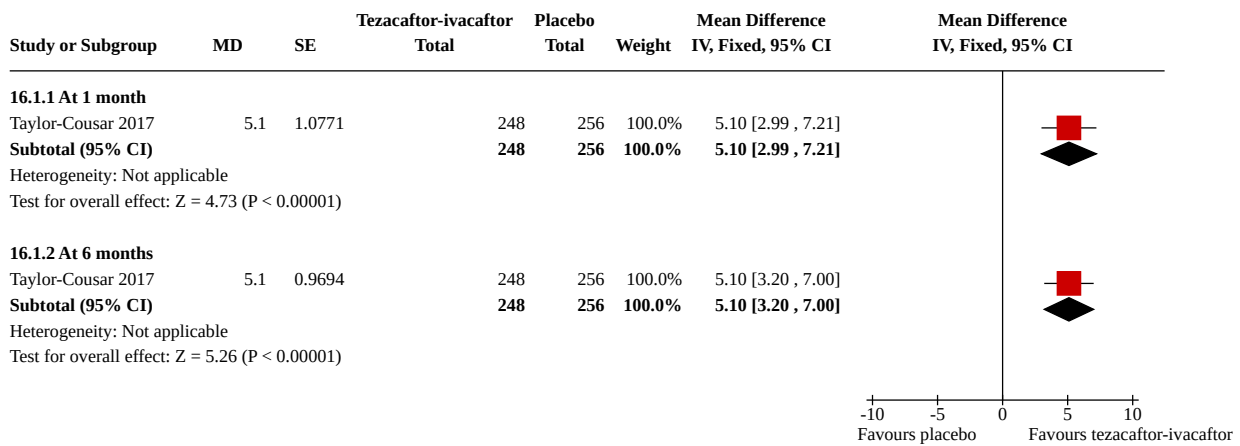 Tezacaftor-ivacaftor Placebo Mean Difference Mean Difference
Study or Subgroup MD SE Total Total Weight IV, Fixed, 95% CI IV, Fixed, 95% CI
16.1.1 At 1 month
Taylor-Cousar 2017 5.1 1.0771 248 256 100.0% 5.10 [2.99 , 7.21]
Subtotal (95% CI) 248 256 100.0% 5.10 [2.99 , 7.21]
Heterogeneity: Not applicable
Test for overall effect: Z = 4.73 (P < 0.00001)
16.1.2 At 6 months
Taylor-Cousar 2017 5.1 0.9694 248 256 100.0% 5.10 [3.20 , 7.00]
Subtotal (95% CI) 248 256 100.0% 5.10 [3.20 , 7.00]
Heterogeneity: Not applicable
Test for overall effect: Z = 5.26 (P < 0.00001)
-10 -5 0 5 10
Favours placebo Favours tezacaftor-ivacaftor